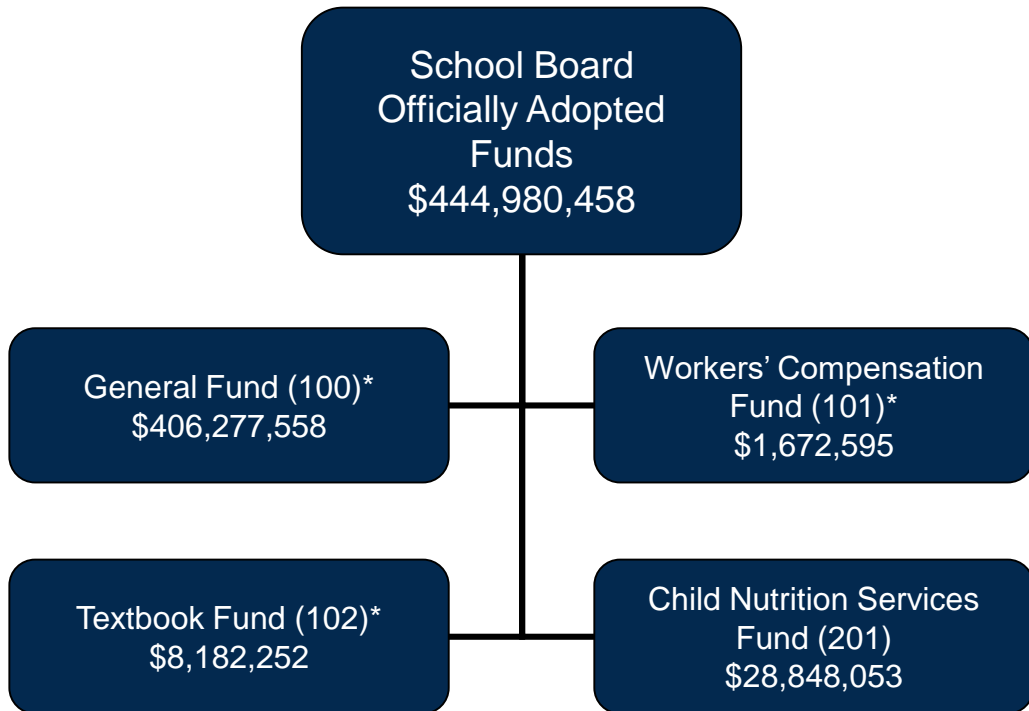 School Board
Officially Adopted
Funds
$444,980,458
General Fund (100)*
$406,277,558
Workers’ Compensation
Fund (101)*
$1,672,595
Textbook Fund (102)*
$8,182,252
Child Nutrition Services
Fund (201)
$28,848,053